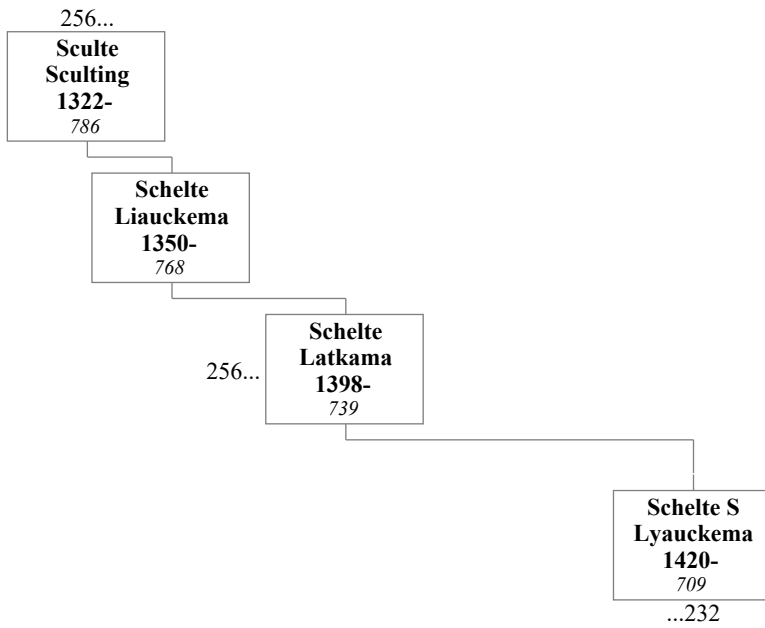 256...
Sculte
Sculting
1322-
786
Schelte
Liauckema
1350-
768
Schelte
Latkama
1398-
739
256...
Schelte S
Lyauckema
1420-
709
...232